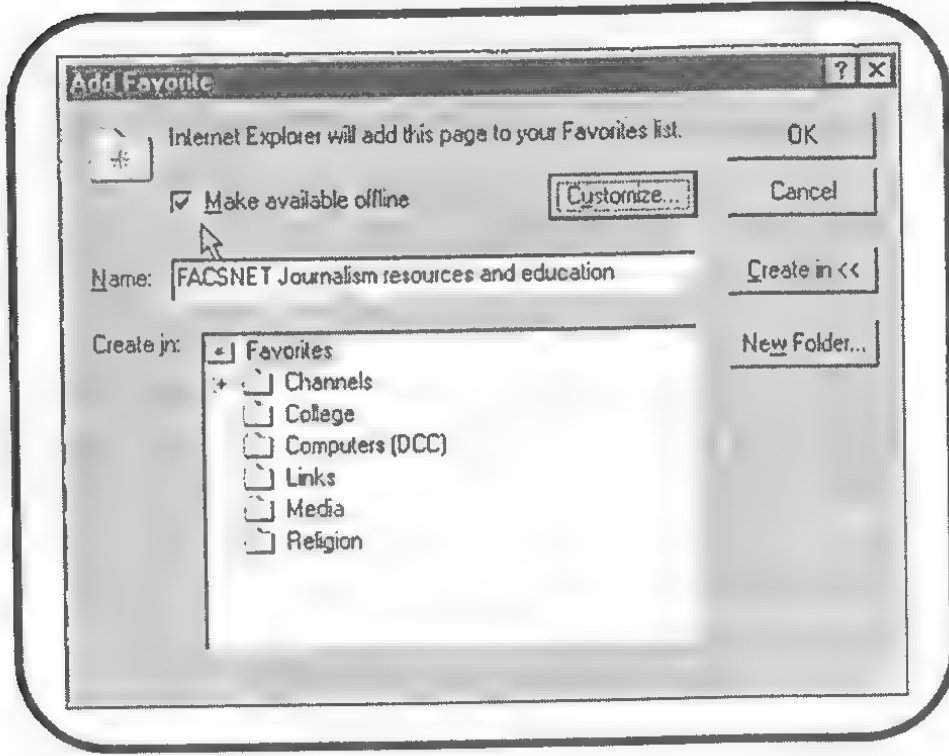 Add Favorite
? X
Internet Explorer will add this page to your Favorites list.
OK
Make available offline
Customize...
Cancel
Name: FACSNET Journalism resources and education
Create in <<
Create in:
New Folder...
Favorites
+ Channels
College
Computers (DCC)
Links
Media
Religion